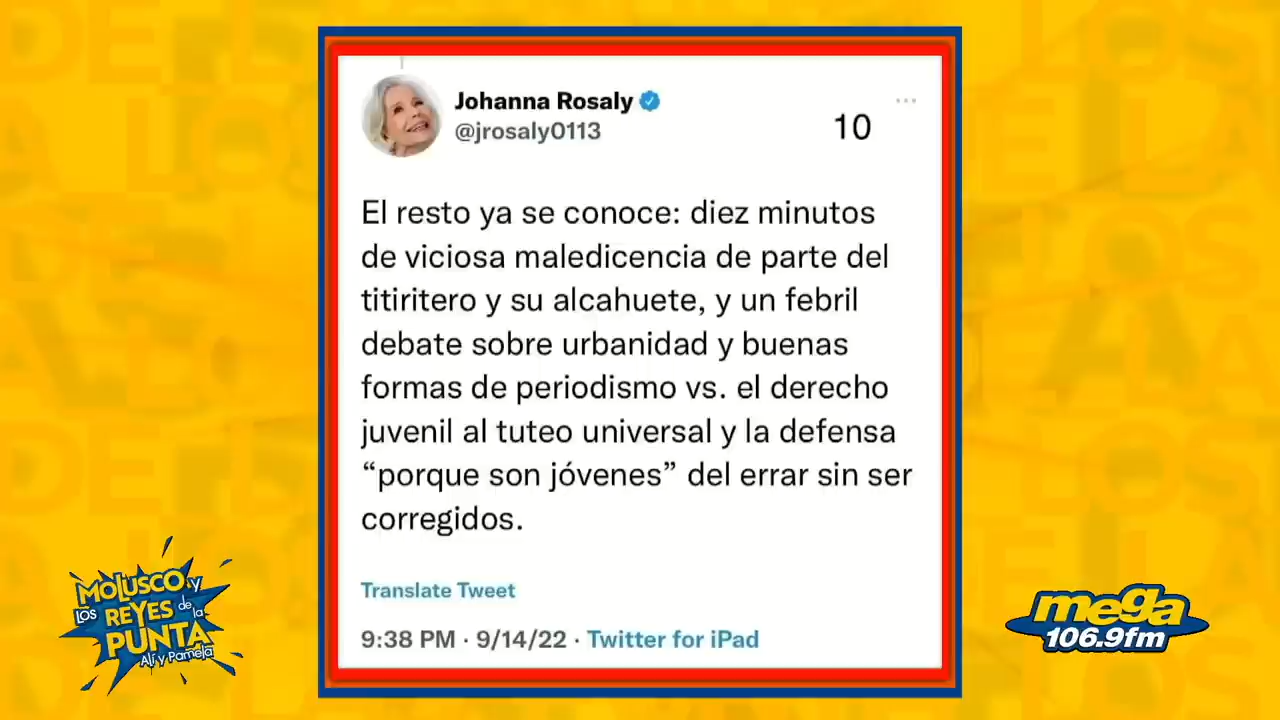 Johanna Rosaly
@jrosaly0113
10
El resto ya se conoce: diez minutos
de viciosa maledicencia de parte del
titiritero y su alcahuete, y un febril
debate sobre urbanidad y buenas
formas de periodismo vs. el derecho
juvenil al tuteo universal y la defensa
“porque son jóvenes” del errar sin ser
corregidos.
Translate Tweet
9:38 PM · 9/14/22 · Twitter for iPad
MOLUSCO y
LOS REYES de la
PUNTA
Alí y Pamela
mega
106.9fm